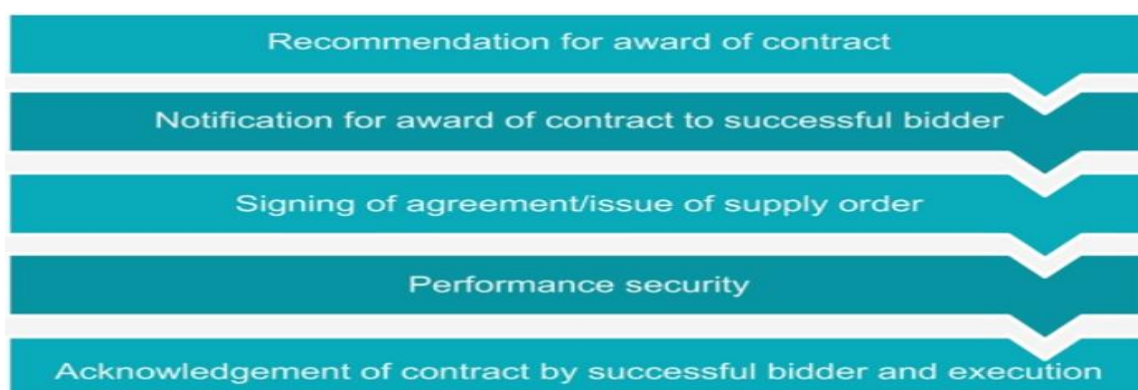 Recommendation for award of contract
Notification for award of contract to successful bidder
Signing of agreement/issue of supply order
Performance security
Acknowledgement of contract by successful bidder and execution